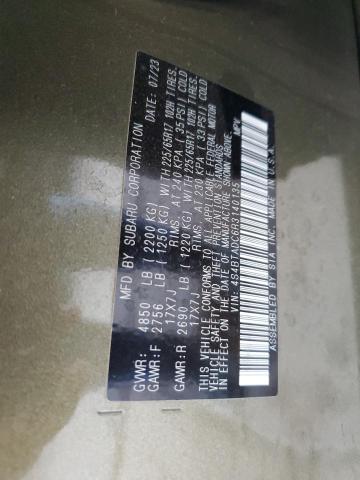 MFD BY SUBARU CORPORATION DATE: 07/23
GVWR: 4850 LB (2200 KG)
GAWR:F 2756 LB (1250 KG), WITH 225/65R17 102H TIRES,
17X7J RIMS, AT 240 KPA ( 35 PSI) COLD
GAWR:R 2690 LB (1220 KG), WITH 225/65R17 102H TIRES,
17X7J RIMS, AT 230 KPA ( 33 PSI) COLD
THIS VEHICLE CONFORMS TO ALL APPLICABLE FEDERAL MOTOR
VEHICLE SAFETY AND THEFT PREVENTION STANDARDS
IN EFFECT ON THE DATE OF MANUFACTURE SHOWN ABOVE.
VIN: 4S4BTADC6R3140135 MPV
ASSEMBLED BY SIA INC. MADE IN U.S.A.